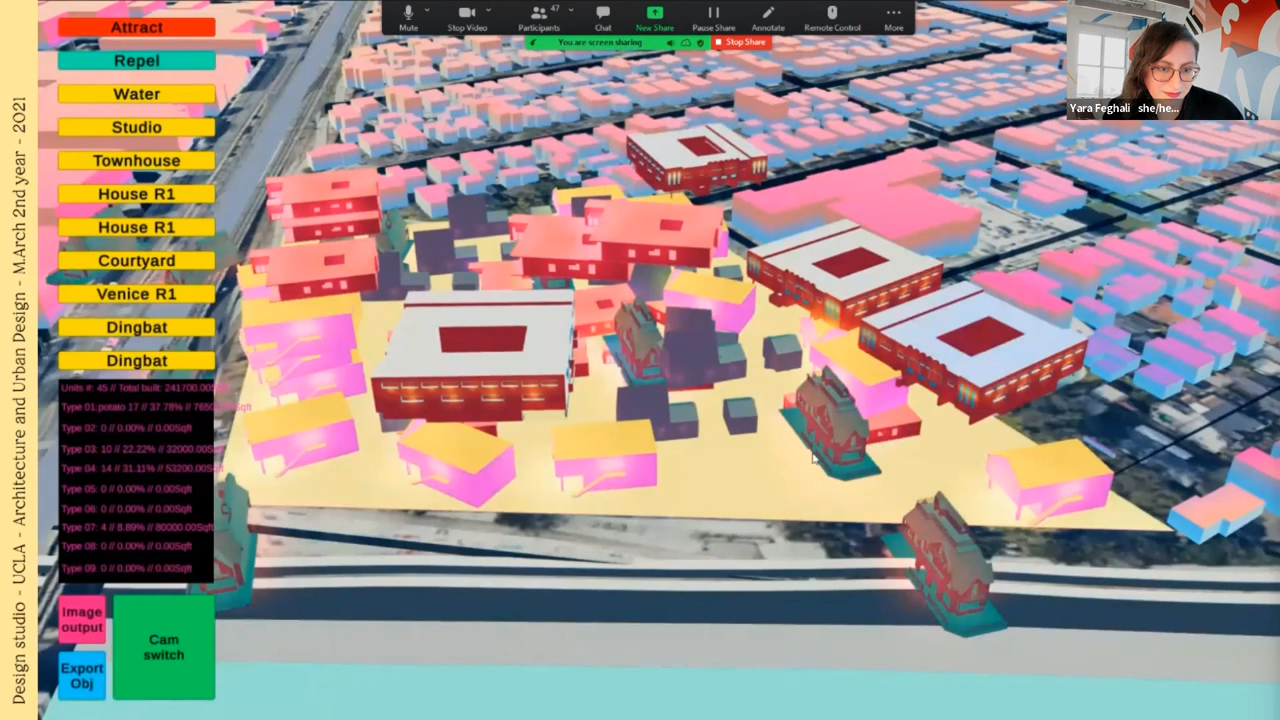 Design studio - UCLA - Architecture and Urban Design - M.Arch 2nd year - 2021
Mute
Stop Video
Participants
47
Chat
New Share
Pause Share
Annotate
Remote Control
More
You are screen sharing
Stop Share
Yara Feghali she/he...
Attract
Repel
Water
Studio
Townhouse
House R1
House R1
Courtyard
Venice R1
Dingbat
Dingbat
Units #: 45 // Total built: 241700.00
Type 01:potato 17 // 37.78% // 7650 Sqft
Type 02: 0 // 0.00% // 0.00Sqft
Type 03: 10 // 22.22% // 32000.00S
Type 04: 14 // 31.11% // 53200.00S
Type 05: 0 // 0.00% // 0.00Sqft
Type 06: 0 // 0.00% // 0.00Sqft
Type 07: 4 // 8.89% // 80000.00Sqft
Type 08: 0 // 0.00% // 0.00Sqft
Type 09: 0 // 0.00% // 0.00Sqft
Image
output
Cam
switch
Export
Obj